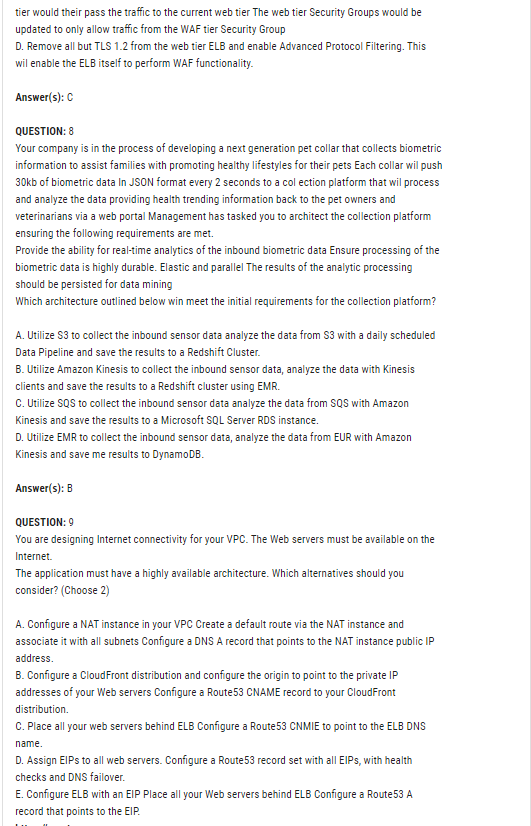 tier would their pass the traffic to the current web tier The web tier Security Groups would be
updated to only allow traffic from the WAF tier Security Group
D. Remove all but TLS 1.2 from the web tier ELB and enable Advanced Protocol Filtering. This
wil enable the ELB itself to perform WAF functionality.
Answer(s): C
QUESTION: 8
Your company is in the process of developing a next generation pet collar that collects biometric
information to assist families with promoting healthy lifestyles for their pets Each collar wil push
30kb of biometric data In JSON format every 2 seconds to a col ection platform that wil process
and analyze the data providing health trending information back to the pet owners and
veterinarians via a web portal Management has tasked you to architect the collection platform
ensuring the following requirements are met.
Provide the ability for real-time analytics of the inbound biometric data Ensure processing of the
biometric data is highly durable. Elastic and parallel The results of the analytic processing
should be persisted for data mining
Which architecture outlined below win meet the initial requirements for the collection platform?
A. Utilize S3 to collect the inbound sensor data analyze the data from S3 with a daily scheduled
Data Pipeline and save the results to a Redshift Cluster.
B. Utilize Amazon Kinesis to collect the inbound sensor data, analyze the data with Kinesis
clients and save the results to a Redshift cluster using EMR.
C. Utilize SQS to collect the inbound sensor data analyze the data from SQS with Amazon
Kinesis and save the results to a Microsoft SQL Server RDS instance.
D. Utilize EMR to collect the inbound sensor data, analyze the data from EUR with Amazon
Kinesis and save me results to DynamoDB.
Answer(s): B
QUESTION: 9
You are designing Internet connectivity for your VPC. The Web servers must be available on the
Internet.
The application must have a highly available architecture. Which alternatives should you
consider? (Choose 2)
A. Configure a NAT instance in your VPC Create a default route via the NAT instance and
associate it with all subnets Configure a DNS A record that points to the NAT instance public IP
address.
B. Configure a CloudFront distribution and configure the origin to point to the private IP
addresses of your Web servers Configure a Route53 CNAME record to your CloudFront
distribution.
C. Place all your web servers behind ELB Configure a Route53 CNMIE to point to the ELB DNS
name.
D. Assign EIPs to all web servers. Configure a Route53 record set with all EIPs, with health
checks and DNS failover.
E. Configure ELB with an EIP Place all your Web servers behind ELB Configure a Route53 A
record that points to the EIP.